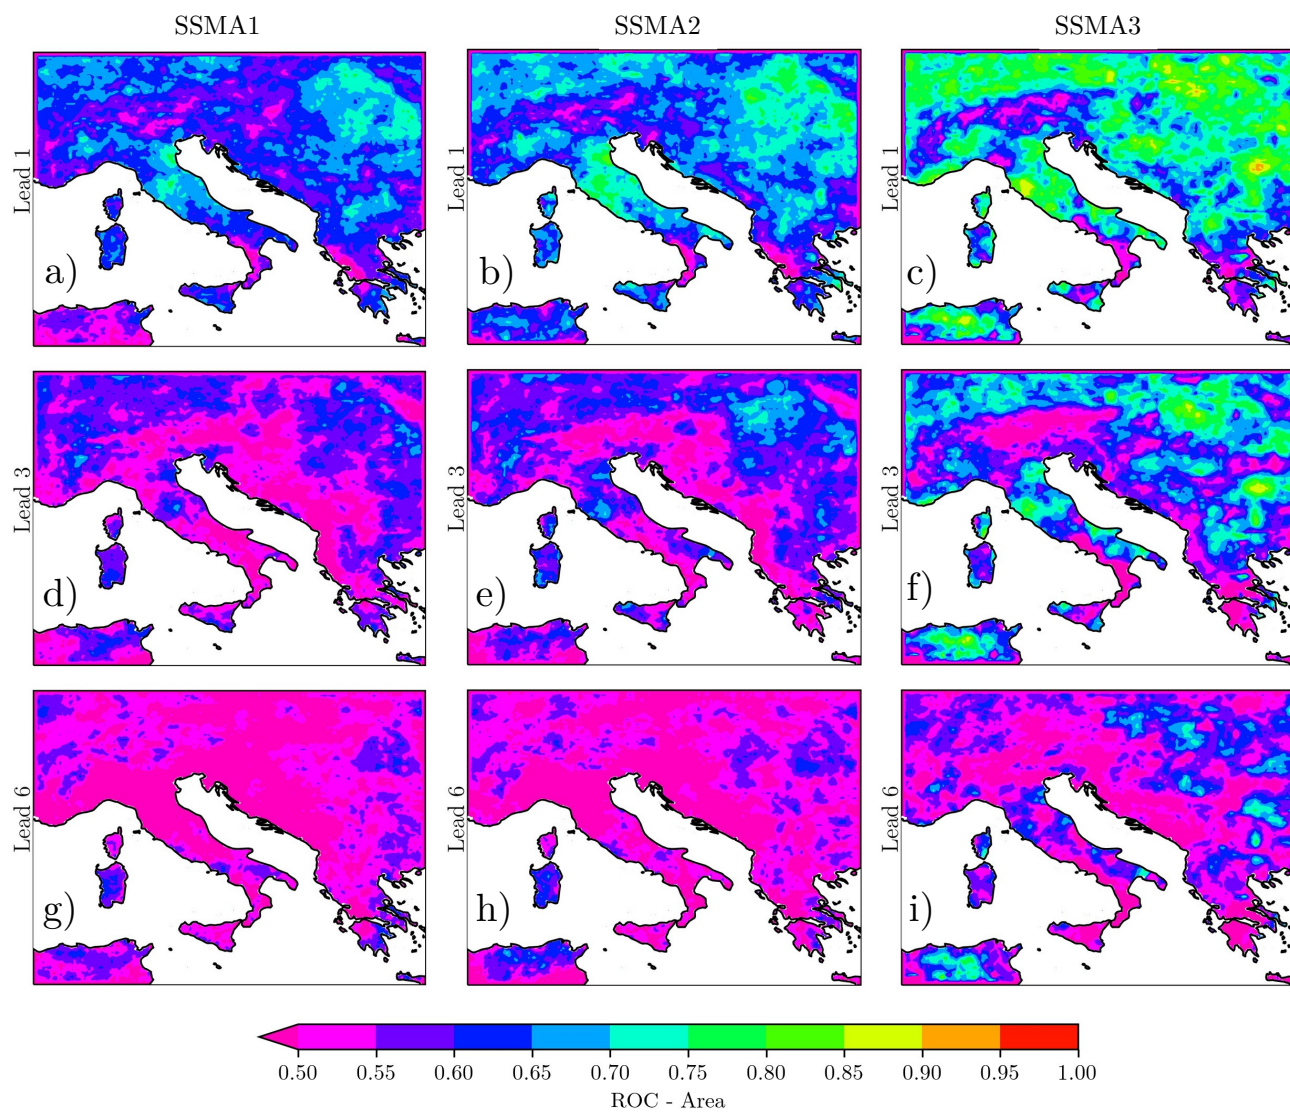 SSMA1 SSMA2 SSMA3
Lead 1 Lead 1 Lead 1
a) b) c)
Lead 3 Lead 3 Lead 3
d) e) f)
Lead 6 Lead 6 Lead 6
g) h) i)
0.50 0.55 0.60 0.65 0.70 0.75 0.80 0.85 0.90 0.95 1.00
ROC - Area